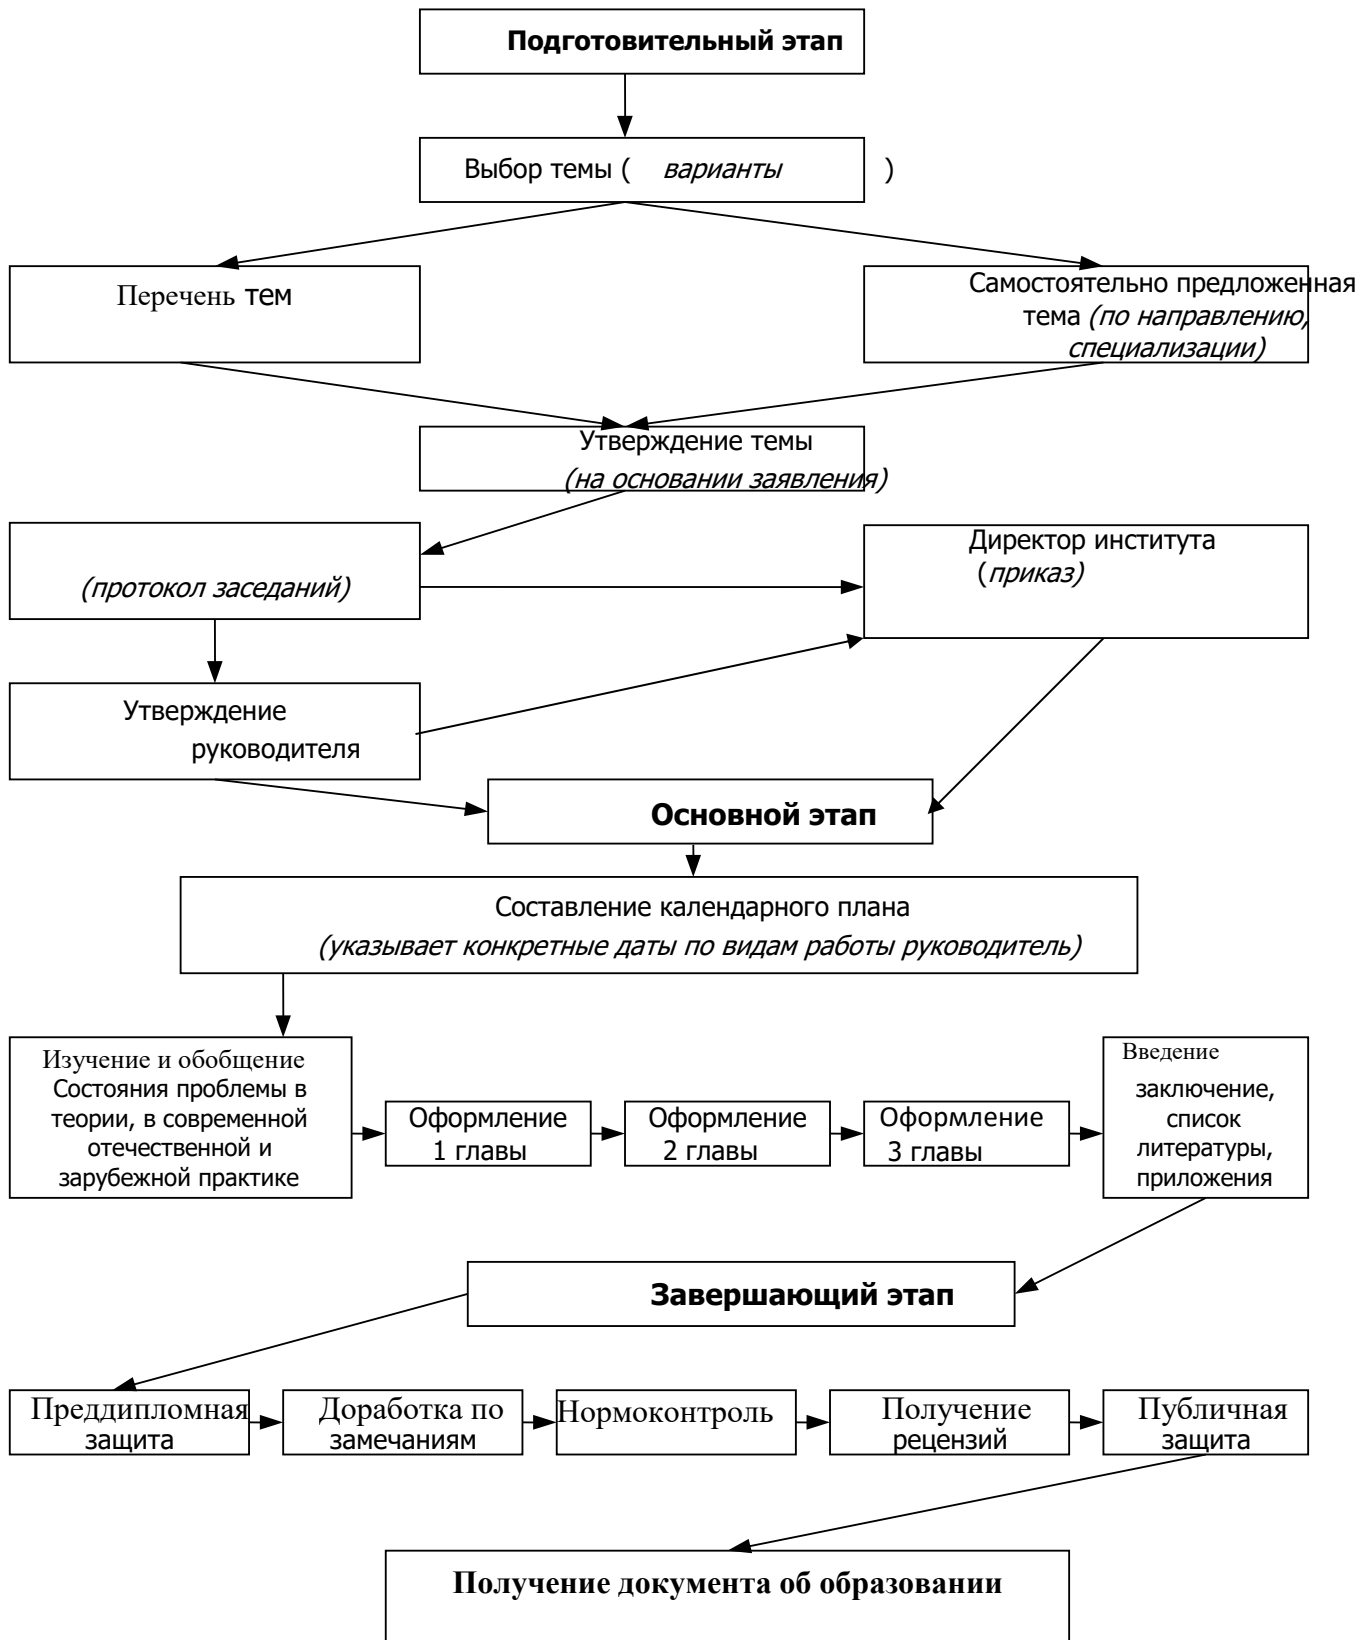 Подготовительный этап
Выбор темы ( варианты )
Перечень тем
Самостоятельно предложенная
тема (по направлению,
специализации)
Утверждение темы
(на основании заявления)
(протокол заседаний)
Директор института
(приказ)
Утверждение
руководителя
Основной этап
Составление календарного плана
(указывает конкретные даты по видам работы руководитель)
Изучение и обобщение
Состояния проблемы в
теории, в современной
отечественной и
зарубежной практике
Оформление
1 главы
Оформление
2 главы
Оформление
3 главы
Введение
заключение,
список
литературы,
приложения
Завершающий этап
Преддипломная
защита
Доработка по
замечаниям
Нормоконтроль
Получение
рецензий
Публичная
защита
Получение документа об образовании